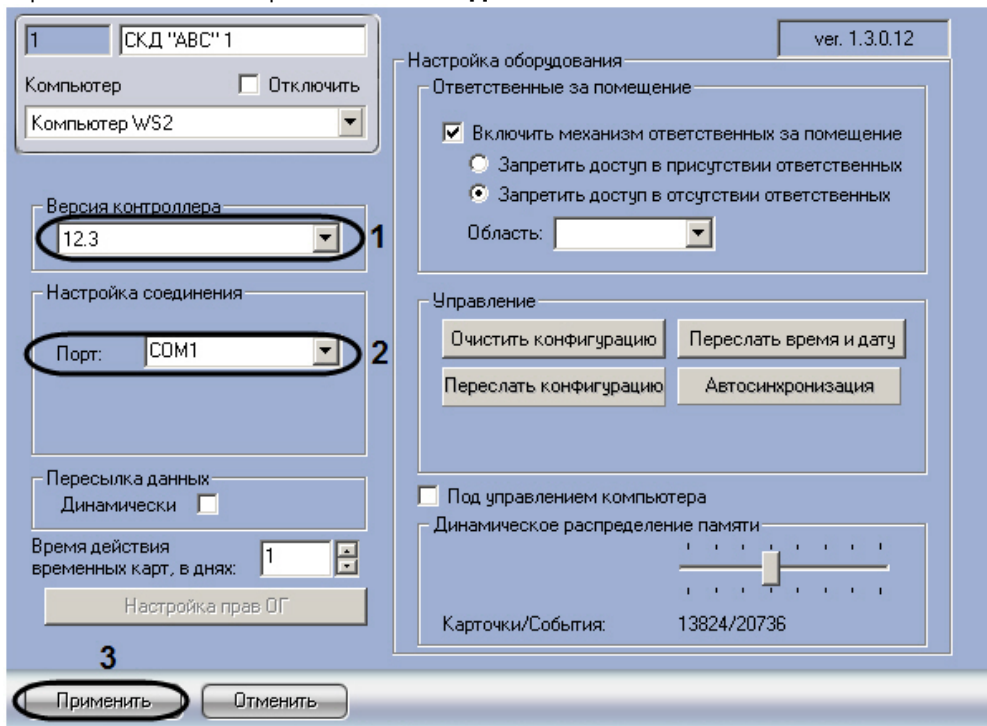 1
СКД "ABC" 1
ver. 1.3.0.12
Компьютер
Отключить
Компьютер WS2
Версия контроллера
12.3
1
Настройка соединения
Порт:
COM1
2
Пересылка данных
Динамически
Время действия
временных карт, в днях:
1
Настройка прав ОГ
Настройка оборудования
Ответственные за помещение
Включить механизм ответственных за помещение
Запретить доступ в присутствии ответственных
Запретить доступ в отсутствии ответственных
Область:
Управление
Очистить конфигурацию
Переслать время и дату
Переслать конфигурацию
Автосинхронизация
Под управлением компьютера
Динамическое распределение памяти
Карточки/События:
13824/20736
3
Применить
Отменить